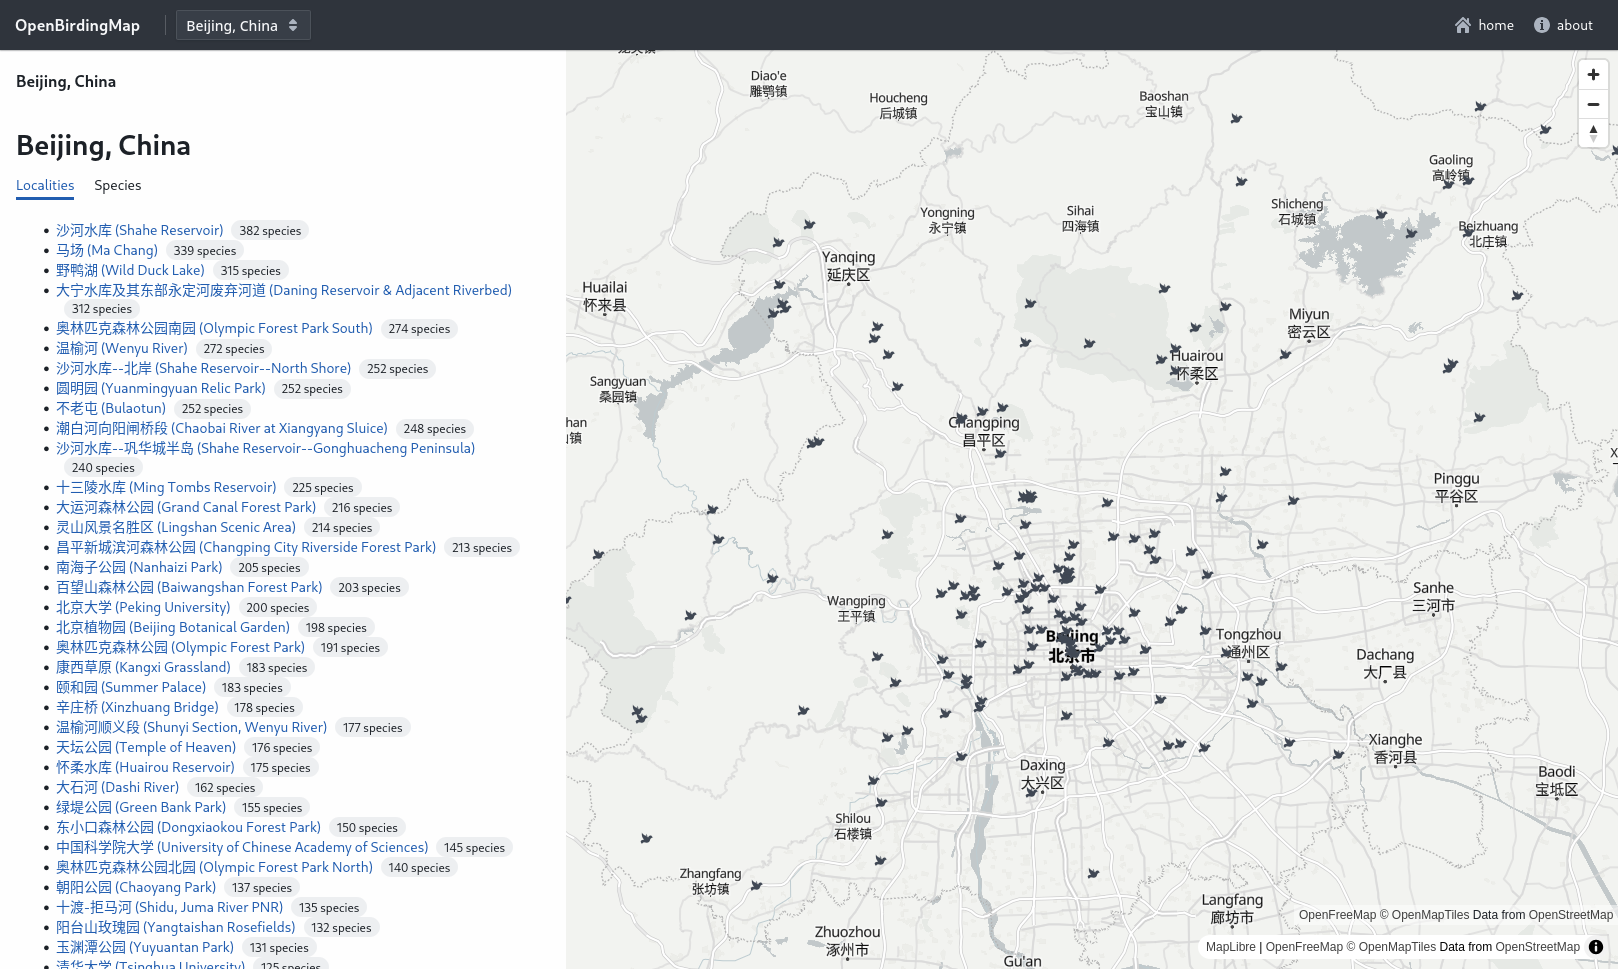 OpenBirdingMap
Beijing, China
home
about
Beijing, China
Beijing, China
Localities
Species
沙河水库 (Shahe Reservoir) 382 species
马场 (Ma Chang) 339 species
野鸭湖 (Wild Duck Lake) 315 species
大宁水库及其东部永定河废弃河道 (Daning Reservoir & Adjacent Riverbed)
312 species
奥林匹克森林公园南园 (Olympic Forest Park South) 274 species
温榆河 (Wenyu River) 272 species
沙河水库--北岸 (Shahe Reservoir--North Shore) 252 species
圆明园 (Yuanmingyuan Relic Park) 252 species
不老屯 (Bulaotun) 252 species
潮白河向阳闸桥段 (Chaobai River at Xiangyang Sluice) 248 species
沙河水库--巩华城半岛 (Shahe Reservoir--Gonghuacheng Peninsula)
240 species
十三陵水库 (Ming Tombs Reservoir) 225 species
大运河森林公园 (Grand Canal Forest Park) 216 species
灵山风景名胜区 (Lingshan Scenic Area) 214 species
昌平新城滨河森林公园 (Changping City Riverside Forest Park) 213 species
南海子公园 (Nanhaizi Park) 205 species
百望山森林公园 (Baiwangshan Forest Park) 203 species
北京大学 (Peking University) 200 species
北京植物园 (Beijing Botanical Garden) 198 species
奥林匹克森林公园 (Olympic Forest Park) 191 species
康西草原 (Kangxi Grassland) 183 species
颐和园 (Summer Palace) 183 species
辛庄桥 (Xinzhuang Bridge) 178 species
温榆河顺义段 (Shunyi Section, Wenyu River) 177 species
天坛公园 (Temple of Heaven) 176 species
怀柔水库 (Huairou Reservoir) 175 species
大石河 (Dashi River) 162 species
绿堤公园 (Green Bank Park) 155 species
东小口森林公园 (Dongxiaokou Forest Park) 150 species
中国科学院大学 (University of Chinese Academy of Sciences) 145 species
奥林匹克森林公园北园 (Olympic Forest Park North) 140 species
朝阳公园 (Chaoyang Park) 137 species
十渡-拒马河 (Shidu, Juma River PNR) 135 species
阳台山玫瑰园 (Yangtaishan Rosefields) 132 species
玉渊潭公园 (Yuyuantan Park) 131 species
清华大学 (Tsinghua University) 125 species
Diao'e
雕鹗镇
Houcheng
后城镇
Baoshan
宝山镇
Gaoling
高岭镇
Yongning
永宁镇
Sihai
四海镇
Shicheng
石城镇
Beizhuang
北庄镇
Yanqing
延庆区
Huailai
怀来县
Miyun
密云区
Huairou
怀柔区
Sangyuan
桑园镇
han
镇
Changping
昌平区
Pinggu
平谷区
Sanhe
三河市
Wangping
王平镇
Beijing
北京市
Tongzhou
通州区
Dachang
大厂县
Xianghe
香河县
Daxing
大兴区
Baodi
宝坻区
Shilou
石楼镇
Zhangfang
张坊镇
Langfang
廊坊市
Zhuozhou
涿州市
Gu'an
OpenFreeMap © OpenMapTiles Data from OpenStreetMap
MapLibre | OpenFreeMap © OpenMapTiles Data from OpenStreetMap